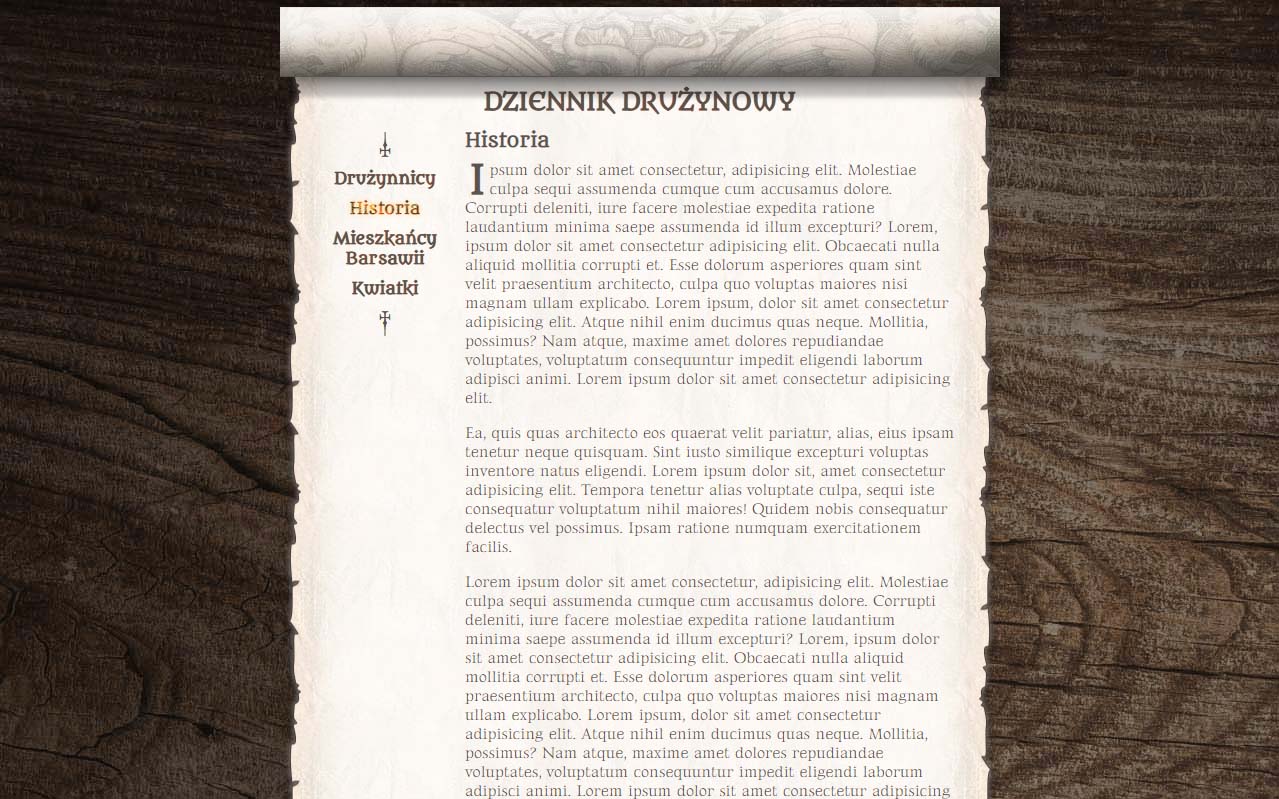 DZIENNIK DRUŻYNOWY
Drużynnicy
Historia
Mieszkańcy
Barsawii
Kwiatki
Historia
Ipsum dolor sit amet consectetur, adipisicing elit. Molestiae
culpa sequi assumenda cumque cum accusamus dolore.
Corrupti deleniti, iure facere molestiae expedita ratione
laudantium minima saepe assumenda id illum excepturi? Lorem,
ipsum dolor sit amet consectetur adipisicing elit. Obcaecati nulla
aliquid mollitia corrupti et. Esse dolorum asperiores quam sint
velit praesentium architecto, culpa quo voluptas maiores nisi
magnam ullam explicabo. Lorem ipsum, dolor sit amet consectetur
adipisicing elit. Atque nihil enim ducimus quas neque. Mollitia,
possimus? Nam atque, maxime amet dolores repudiandae
voluptates, voluptatum consequuntur impedit eligendi laborum
adipisci animi. Lorem ipsum dolor sit amet consectetur adipisicing
elit.
Ea, quis quas architecto eos quaerat velit pariatur, alias, eius ipsam
tenetur neque quisquam. Sint iusto similique excepturi voluptas
inventore natus eligendi. Lorem ipsum dolor sit, amet consectetur
adipisicing elit. Tempora tenetur alias voluptate culpa, sequi iste
consequatur voluptatum nihil maiores! Quidem nobis consequatur
delectus vel possimus. Ipsam ratione numquam exercitationem
facilis.
Lorem ipsum dolor sit amet consectetur, adipisicing elit. Molestiae
culpa sequi assumenda cumque cum accusamus dolore. Corrupti
deleniti, iure facere molestiae expedita ratione laudantium
minima saepe assumenda id illum excepturi? Lorem, ipsum dolor
sit amet consectetur adipisicing elit. Obcaecati nulla aliquid
mollitia corrupti et. Esse dolorum asperiores quam sint velit
praesentium architecto, culpa quo voluptas maiores nisi magnam
ullam explicabo. Lorem ipsum, dolor sit amet consectetur
adipisicing elit. Atque nihil enim ducimus quas neque. Mollitia,
possimus? Nam atque, maxime amet dolores repudiandae
voluptates, voluptatum consequuntur impedit eligendi laborum
adipisci animi. Lorem ipsum dolor sit amet consectetur adipisicing